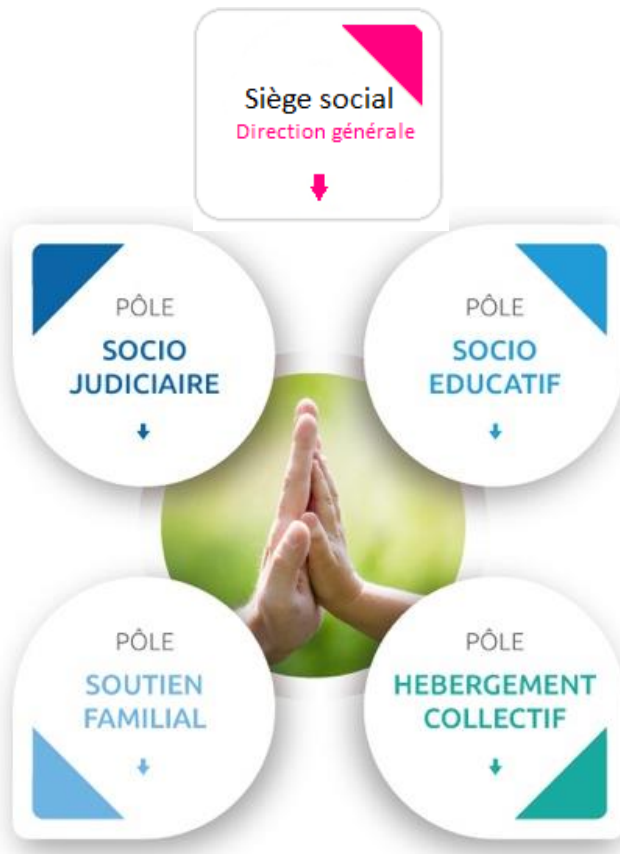 Siège social
Direction générale
PÔLE
SOCIO
JUDICIAIRE
PÔLE
SOCIO
EDUCATIF
PÔLE
SOUTIEN
FAMILIAL
PÔLE
HEBERGEMENT
COLLECTIF